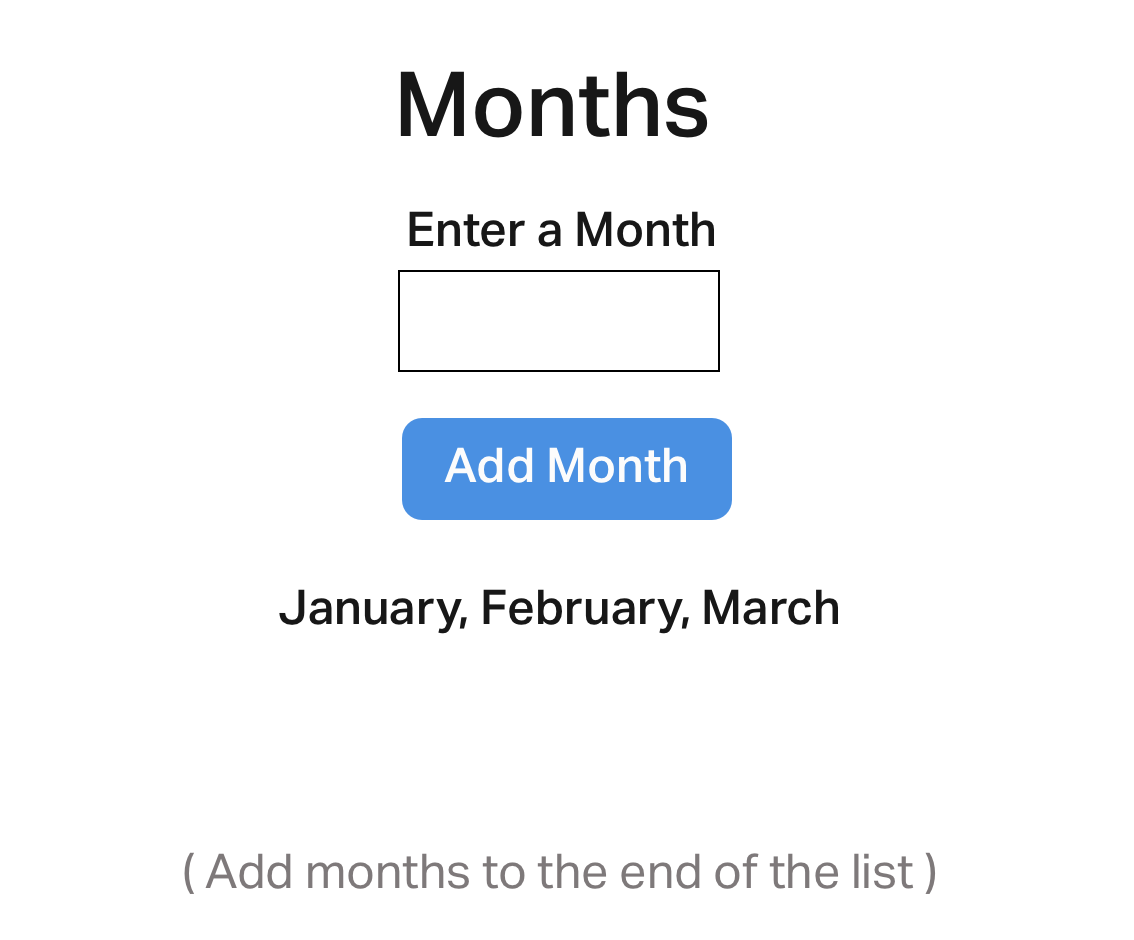 Months
Enter a Month
Add Month
January, February, March
( Add months to the end of the list )